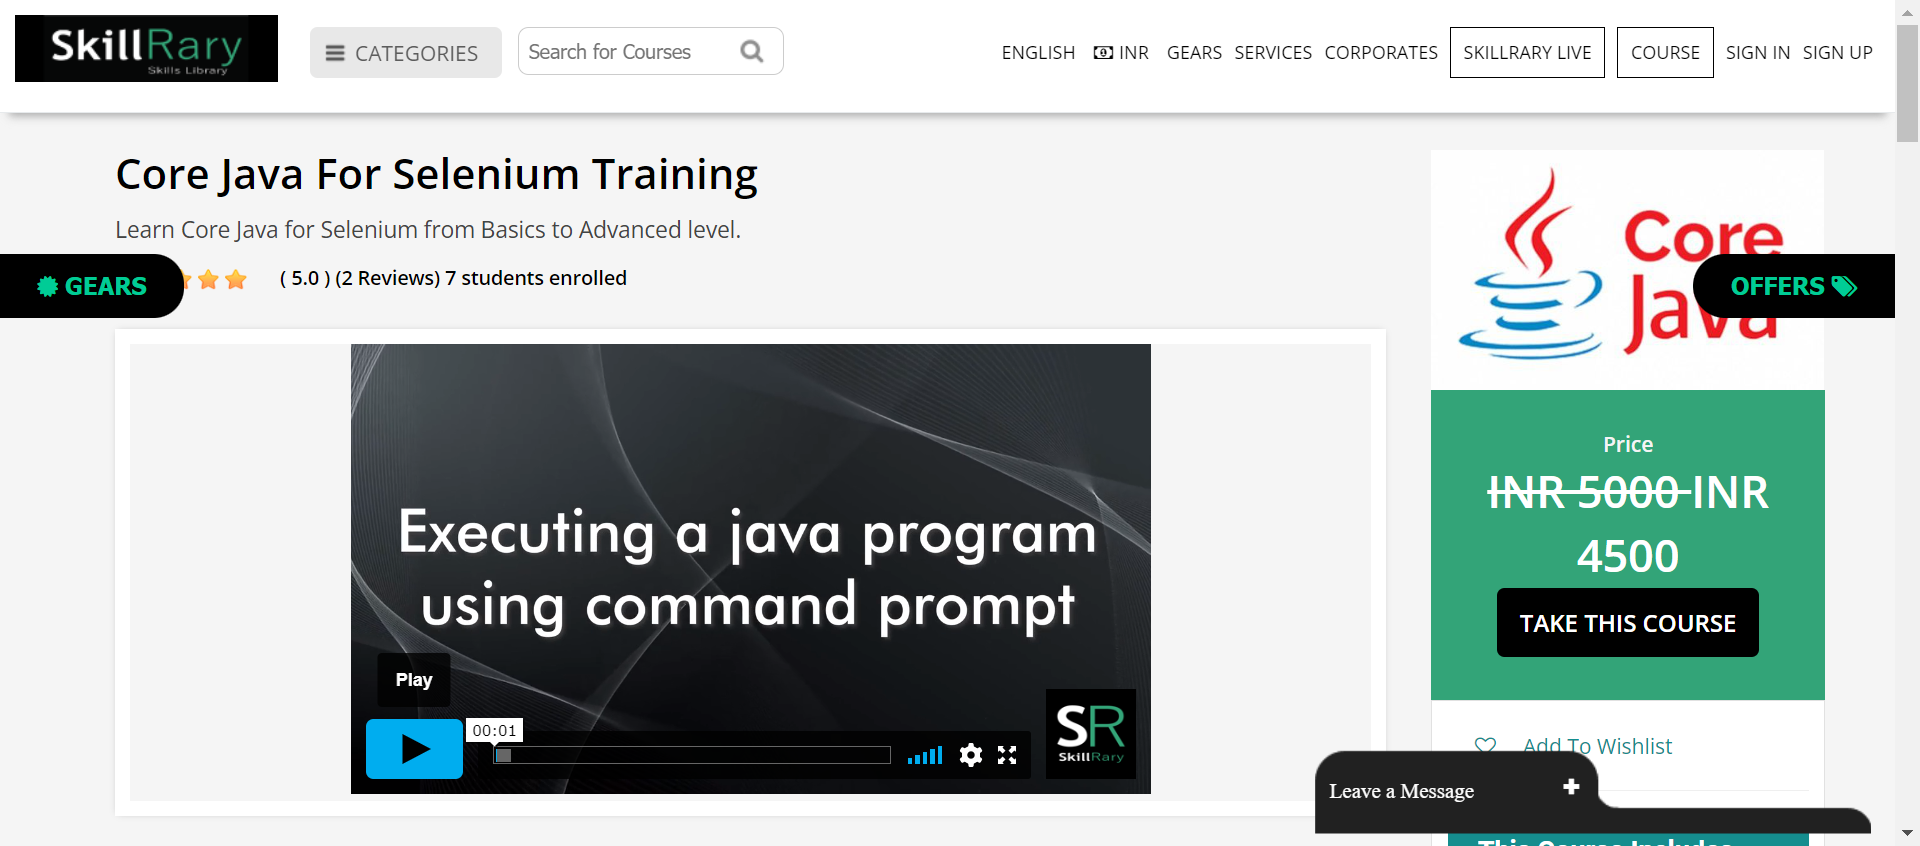 SkillRary
Skills Library
CATEGORIES
Search for Courses
ENGLISH
INR
GEARS
SERVICES
CORPORATES
SKILLRARY LIVE
COURSE
SIGN IN
SIGN UP
Core Java For Selenium Training
Learn Core Java for Selenium from Basics to Advanced level.
GEARS
( 5.0 ) (2 Reviews) 7 students enrolled
Core
Java
OFFERS
Executing a java program
using command prompt
Play
00:01
SR
SkillRary
Price
INR 5000 INR
4500
TAKE THIS COURSE
Add To Wishlist
Leave a Message
This Course Includes